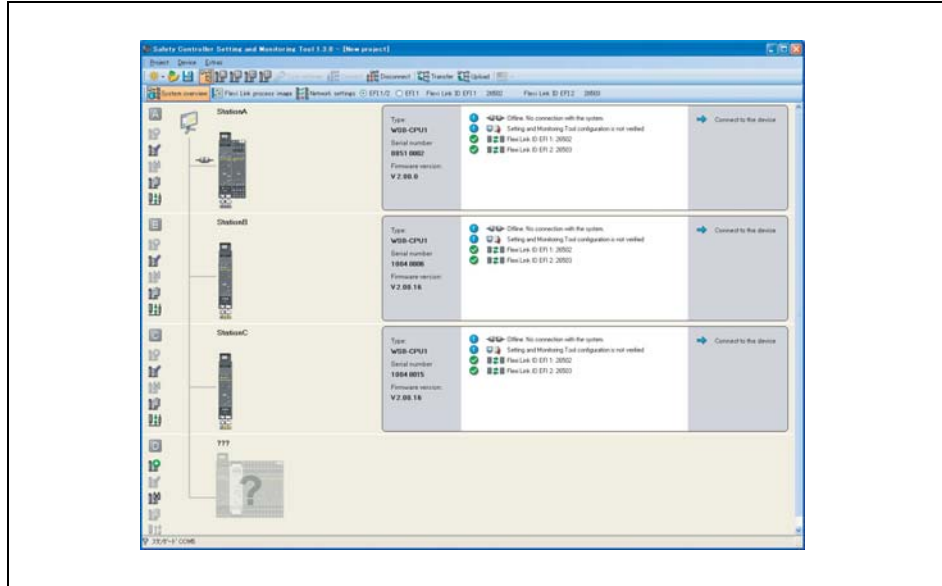 Safety Controller Setting and Monitoring Tool 1.3.0 - [New project]
Project Device Extras
Disconnect Transfer Upload
System overview Flexi Link process image Network settings EFI1/2 EFI1 Flexi Link ID EFI1 26502 Flexi Link ID EFI2 26503
StationA
Type:
WS0-CPU1
Serial number:
0851 0002
Firmware version:
V 2.00.0
Offline. No connection with the system.
Setting and Monitoring Tool configuration is not verified
Flexi Link ID EFI 1: 26502
Flexi Link ID EFI 2: 26503
Connect to the device
StationB
Type:
WS0-CPU1
Serial number:
1004 0006
Firmware version:
V 2.00.16
Offline. No connection with the system.
Setting and Monitoring Tool configuration is not verified
Flexi Link ID EFI 1: 26502
Flexi Link ID EFI 2: 26503
Connect to the device
StationC
Type:
WS0-CPU1
Serial number:
1004 0015
Firmware version:
V 2.00.16
Offline. No connection with the system.
Setting and Monitoring Tool configuration is not verified
Flexi Link ID EFI 1: 26502
Flexi Link ID EFI 2: 26503
Connect to the device
???
?
COM5